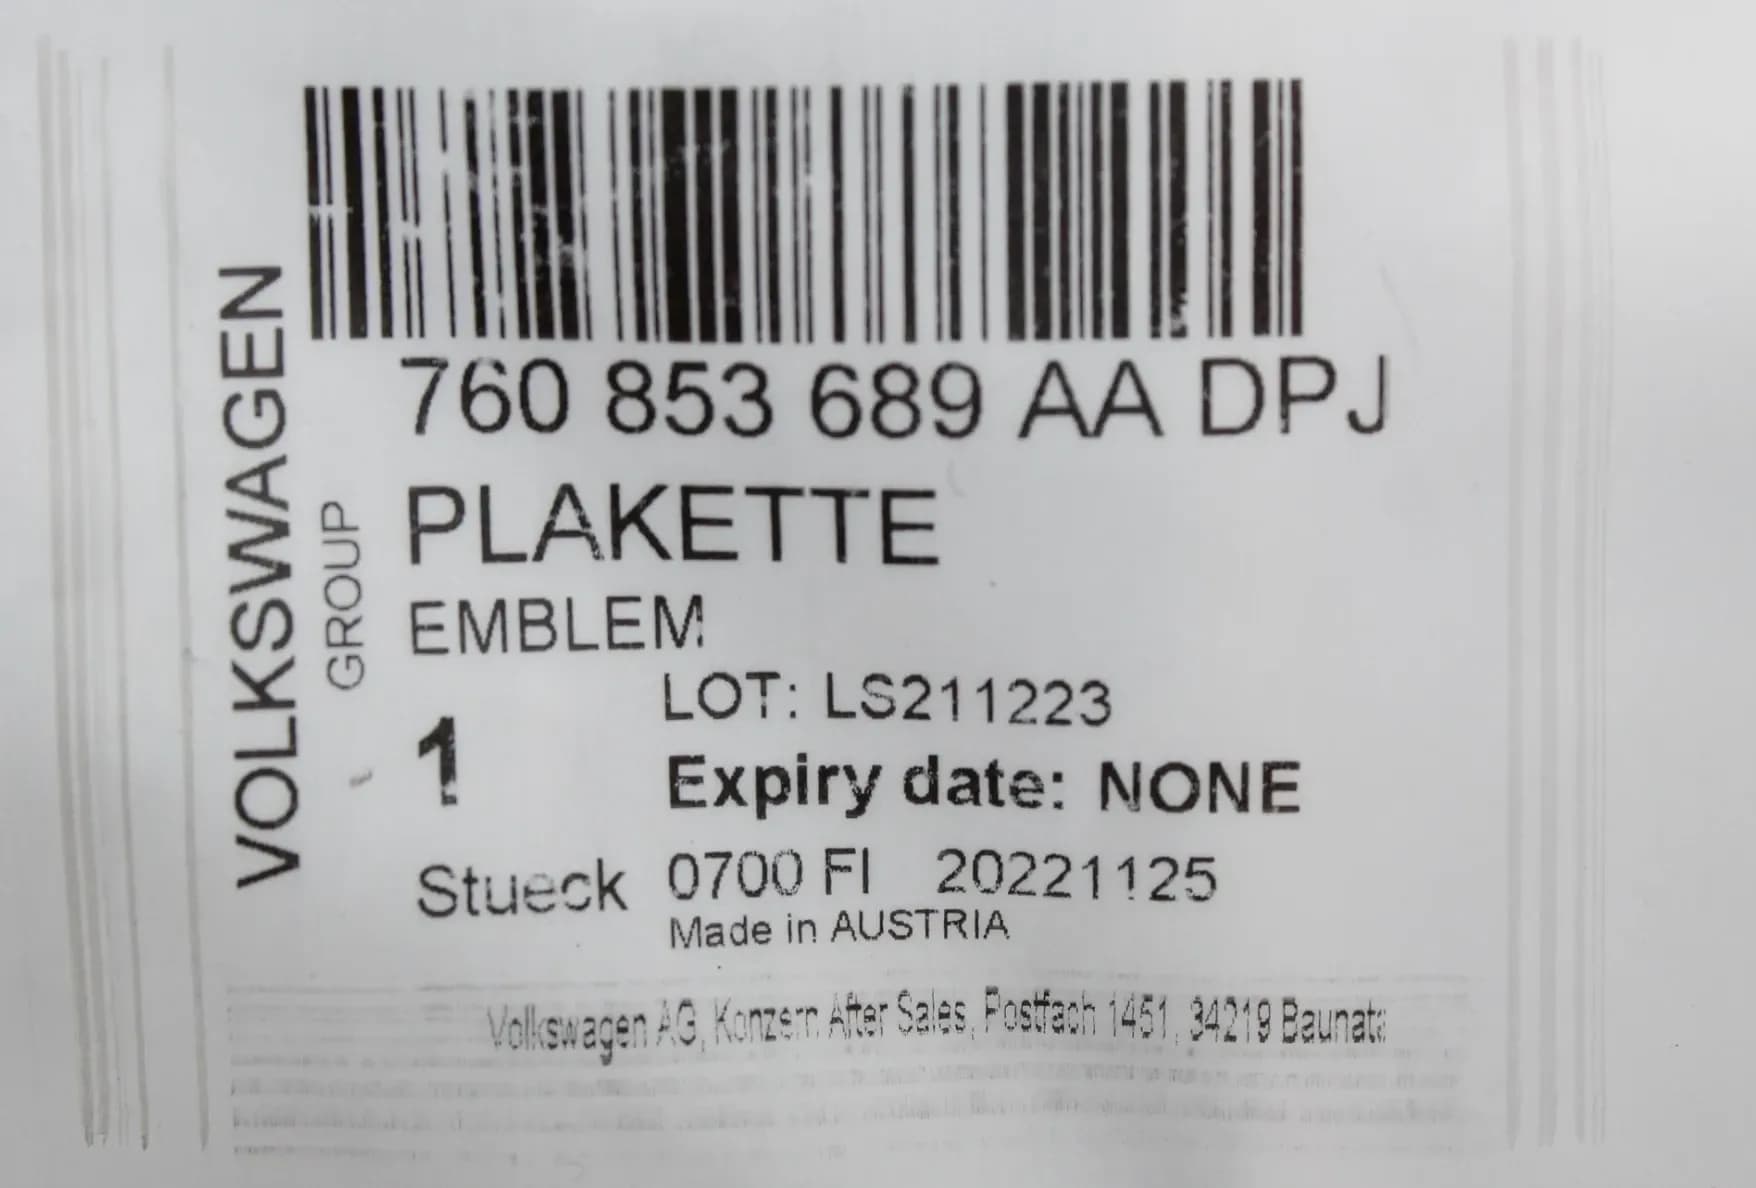 VOLKSWAGEN
GROUP
760 853 689 AA DPJ
PLAKETTE
EMBLEM
LOT: LS211223
1
Expiry date: NONE
Stueck
0700 FI 20221125
Made in AUSTRIA
Volkswagen AG, Konzern After Sales, Postfach 1451, 34219 Baunata